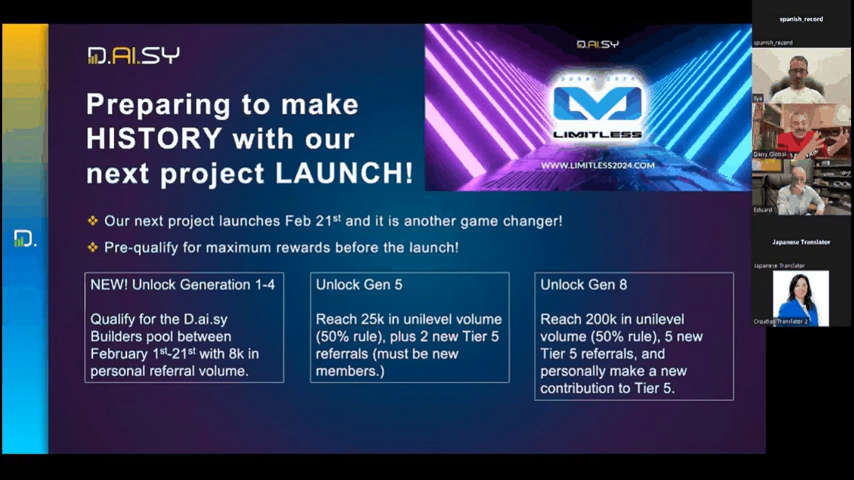 D.AI.SY
Preparing to make
HISTORY with our
next project LAUNCH!
D.AI.SY
DUBAI 2024
LIMITLESS
WWW.LIMITLESS2024.COM
❖ Our next project launches Feb 21st and it is another game changer!
❖ Pre-qualify for maximum rewards before the launch!
D.
NEW! Unlock Generation 1-4
Qualify for the D.ai.sy
Builders pool between
February 1st-21st with 8k in
personal referral volume.
Unlock Gen 5
Reach 25k in unilevel volume
(50% rule), plus 2 new Tier 5
referrals (must be new
members.)
Unlock Gen 8
Reach 200k in unilevel
volume (50% rule), 5 new
Tier 5 referrals, and
personally make a new
contribution to Tier 5.
spanish_record
spanish_record
Ilya
Eduard
Japanese Translator
Japanese Translator
Croatian Translator 2